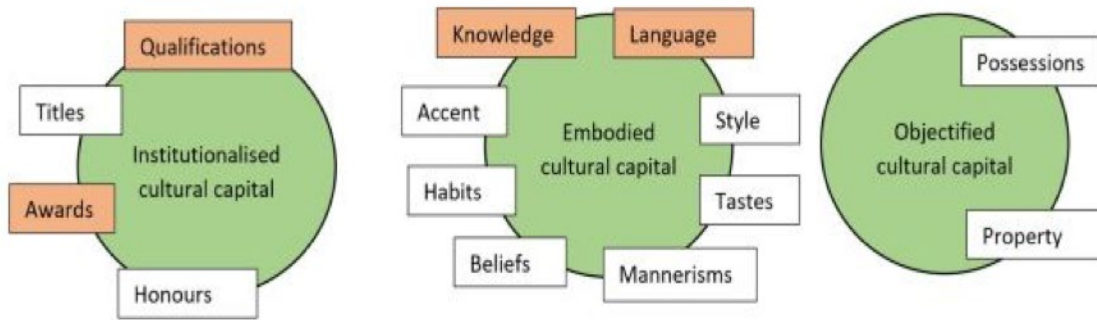 Qualifications
Titles
Institutionalised
cultural capital
Awards
Honours
Knowledge
Language
Accent
Style
Embodied
cultural capital
Habits
Tastes
Beliefs
Mannerisms
Possessions
Objectified
cultural capital
Property